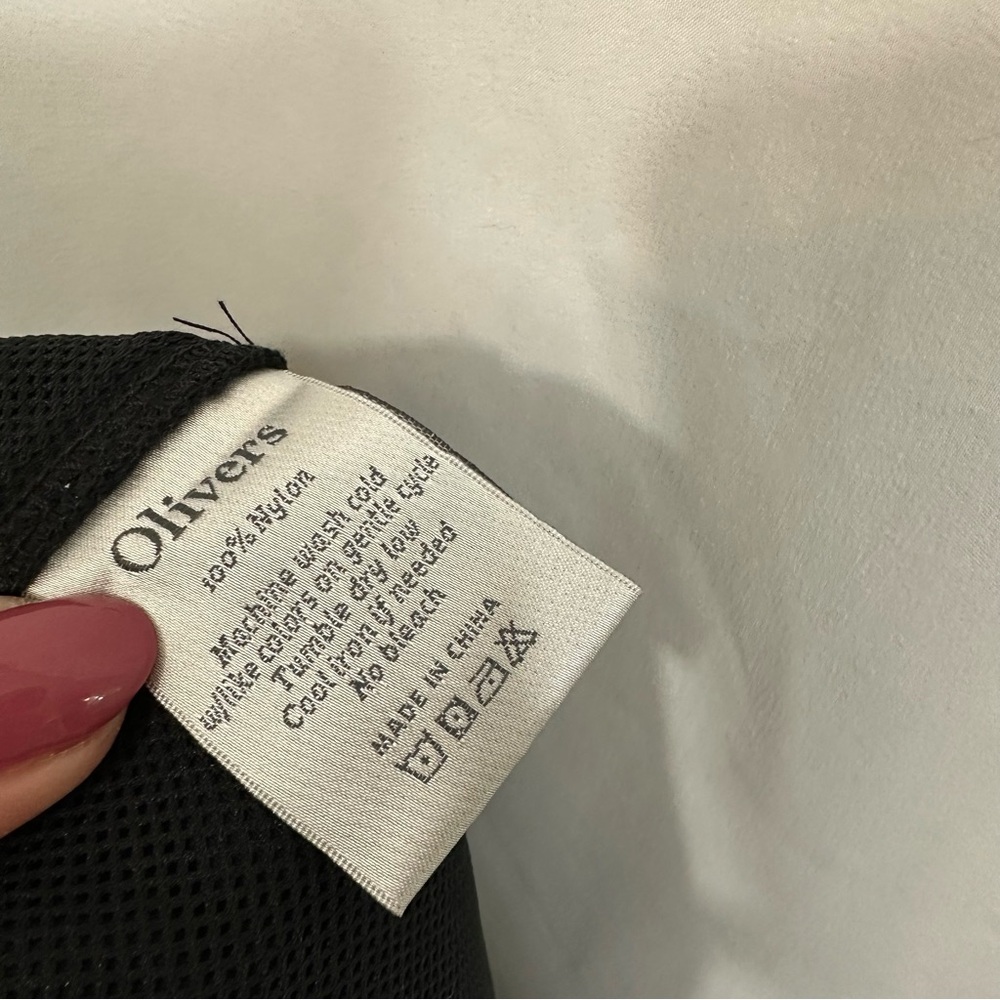 Olivers
100% Nylon
Machine wash cold
w/like colors on gentle cycle
Tumble dry low
Cool iron if needed
No bleach
MADE IN CHINA